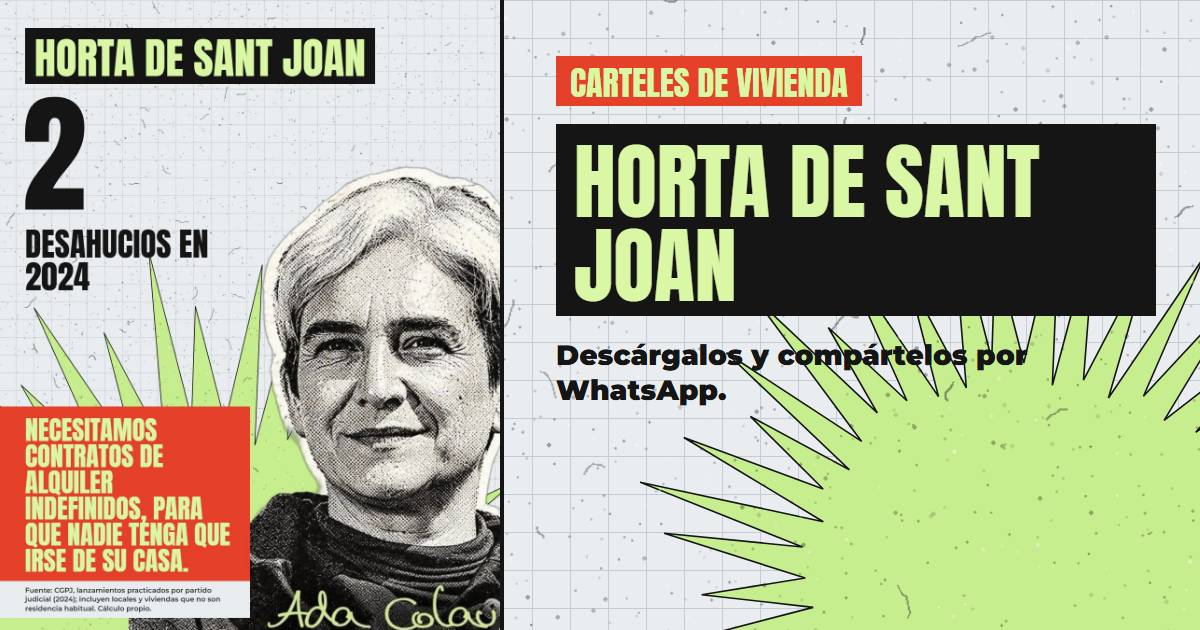 HORTA DE SANT JOAN
2
DESAHUCIOS EN
2024
NECESITAMOS
CONTRATOS DE
ALQUILER
INDEFINIDOS, PARA
QUE NADIE TENGA QUE
IRSE DE SU CASA.
Fuente: CGPJ, lanzamientos practicados por partido
judicial (2024); incluyen locales y viviendas que no son
residencia habitual. Cálculo propio.
Ada Colau
CARTELES DE VIVIENDA
HORTA DE SANT
JOAN
Descárgalos y compártelos por
WhatsApp.